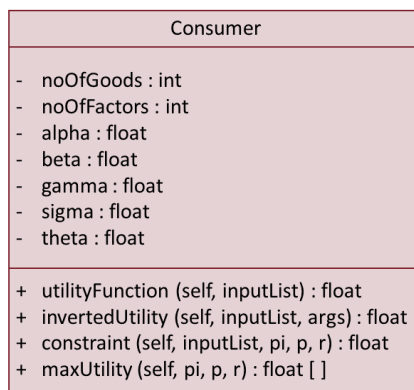 Consumer
- noOfGoods : int
- noOfFactors : int
- alpha : float
- beta : float
- gamma : float
- sigma : float
- theta : float
+ utilityFunction (self, inputList) : float
+ invertedUtility (self, inputList, args) : float
+ constraint (self, inputList, pi, p, r) : float
+ maxUtility (self, pi, p, r) : float [ ]